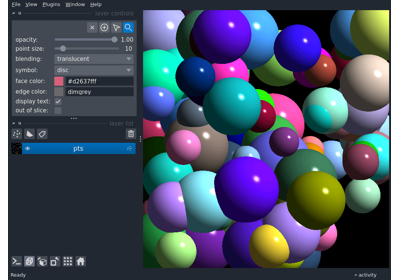 File View Plugins Window Help
layer controls
opacity: 1.00
point size: 10
blending: translucent
symbol: disc
face color: #d2637fff
edge color: dimgrey
display text:
out of slice:
layer list
pts
Ready
activity